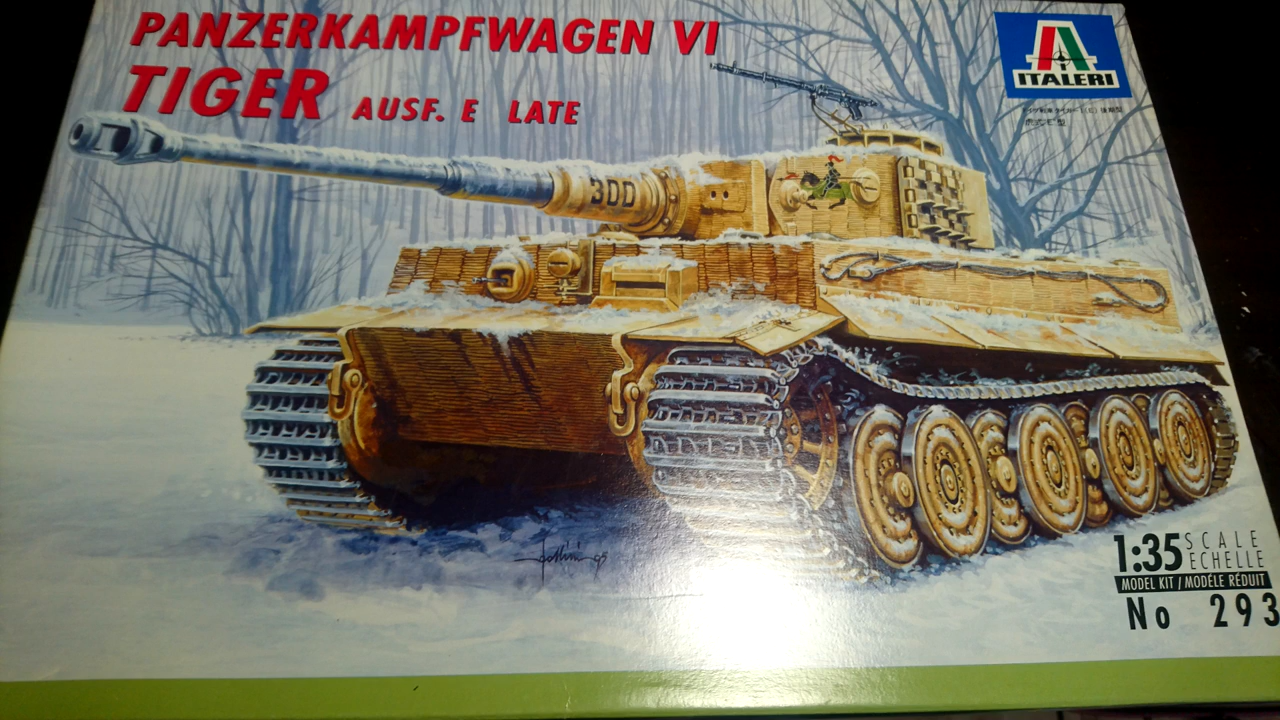 PANZERKAMPFWAGEN VI
TIGER AUSF. E LATE
ITALERI
300
1:35 SCALE
ECHELLE
MODEL KIT / MODÈLE RÉDUIT
No 293